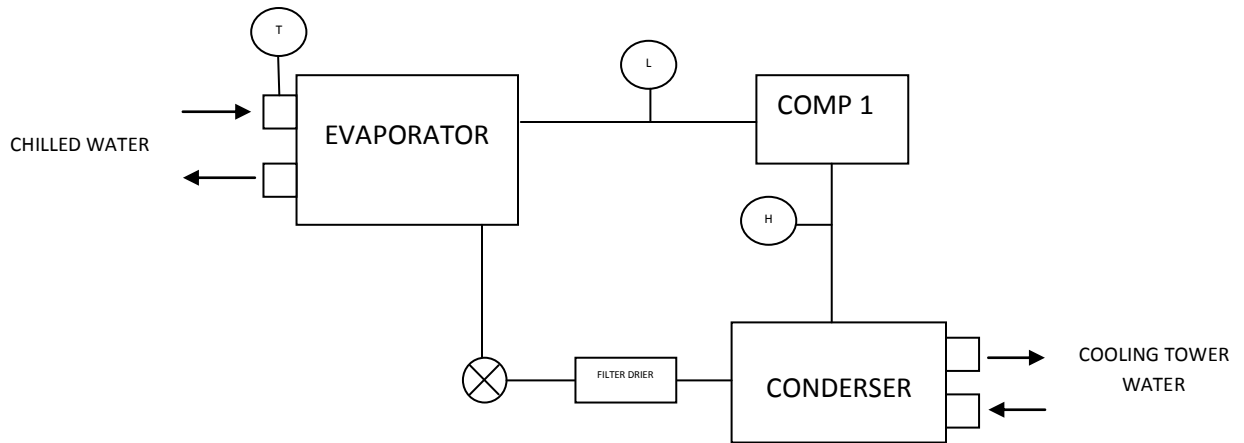 T
L
COMP 1
EVAPORATOR
CHILLED WATER
H
FILTER DRIER
CONDERSER
COOLING TOWER
WATER